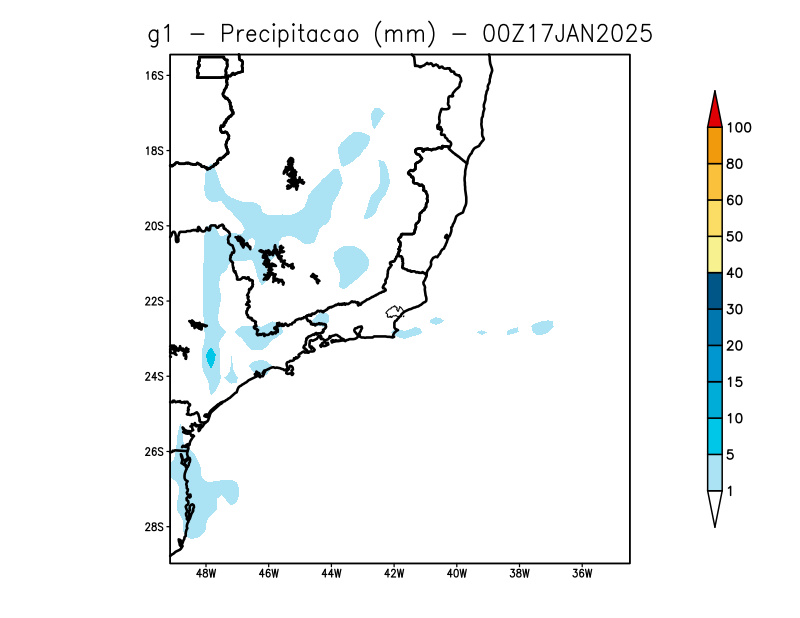 g1 – Precipitacao (mm) – 00Z17JAN2025
16S
18S
20S
22S
24S
26S
28S
48W 46W 44W 42W 40W 38W 36W
100
80
60
50
40
30
20
15
10
5
1